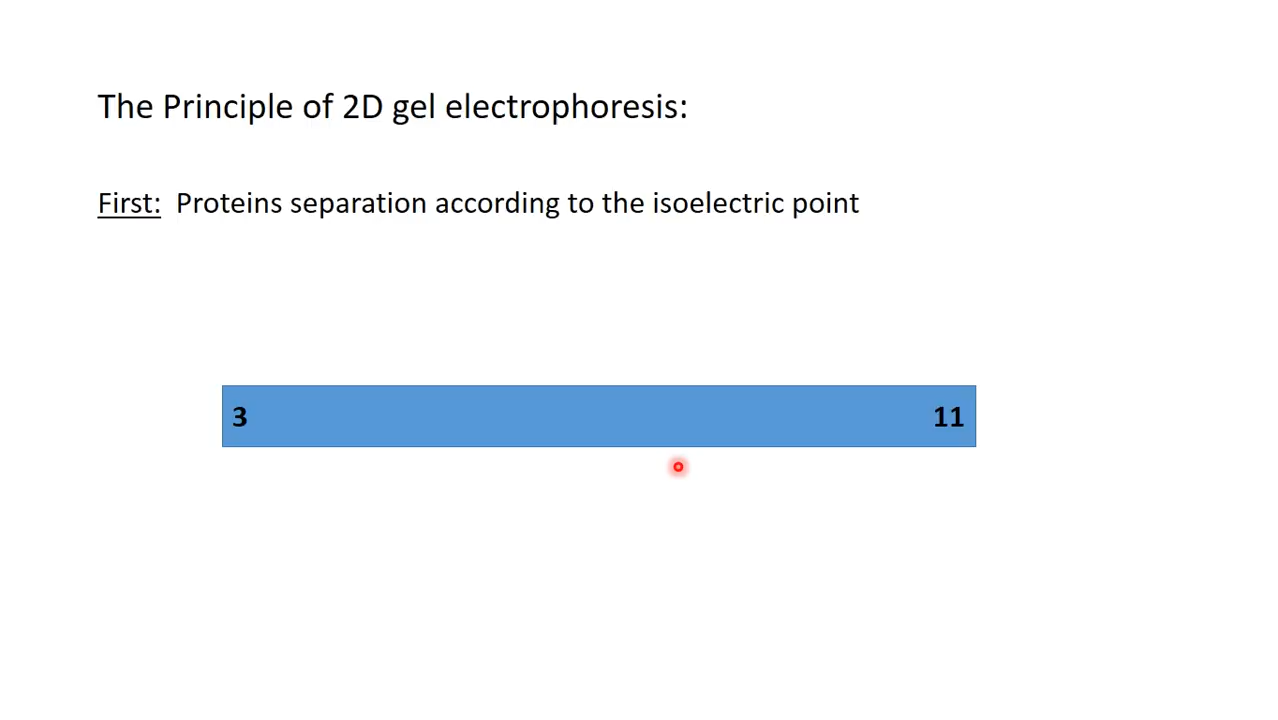 The Principle of 2D gel electrophoresis:
First: Proteins separation according to the isoelectric point
3 11